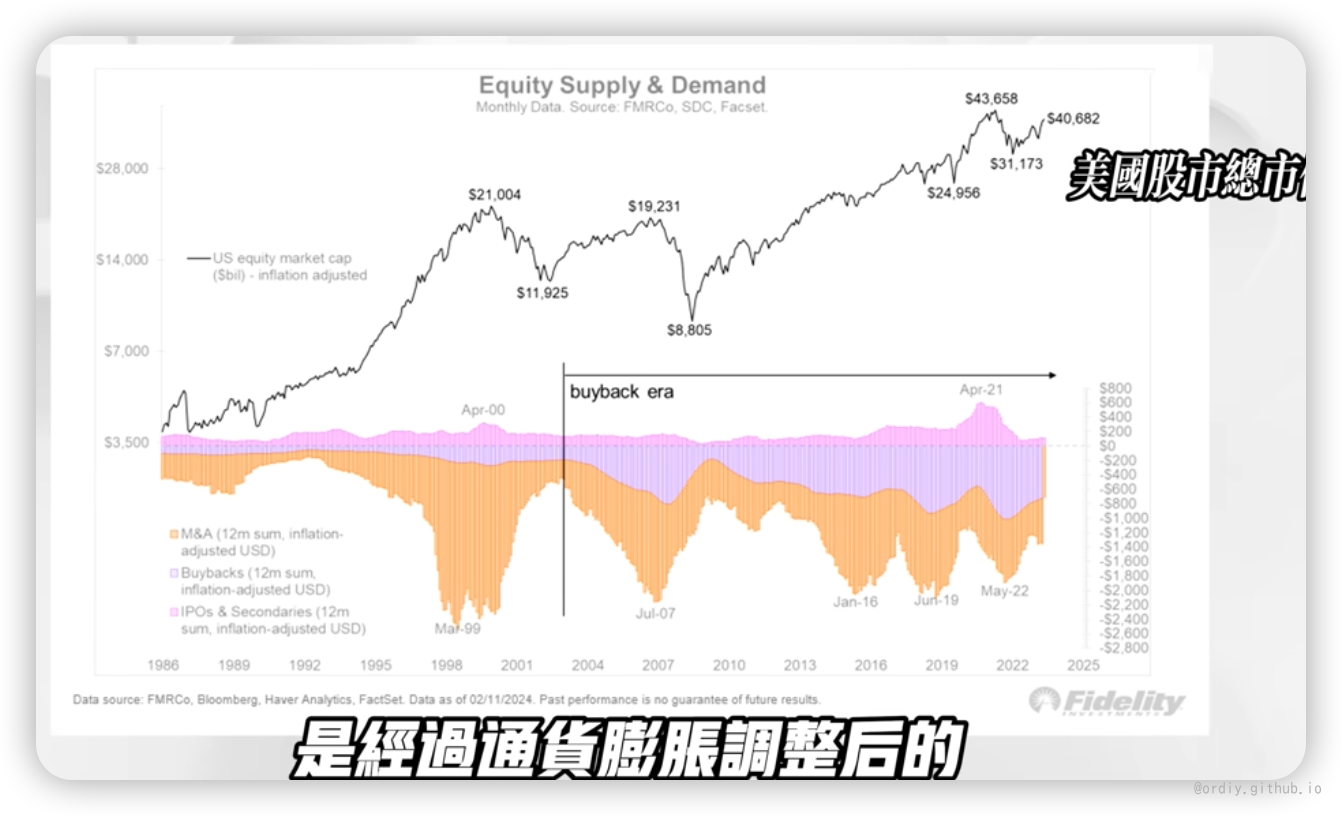 Equity Supply & Demand
Monthly Data. Source: FMRCo, SDC, Facset.
$43,658
$40,682
$31,173
美國股市總市
$28,000
$24,956
$21,004
$19,231
$14,000
US equity market cap
($bil) - inflation adjusted
$11,925
$8,805
$7,000
buyback era
Apr-21
Apr-00
$3,500
$800
$600
$400
$200
$0
-$200
-$400
-$600
-$800
-$1,000
-$1,200
-$1,400
-$1,600
-$1,800
-$2,000
-$2,200
-$2,400
-$2,600
-$2,800
M&A (12m sum, inflation-
adjusted USD)
Buybacks (12m sum,
inflation-adjusted USD)
IPOs & Secondaries (12m
sum, inflation-adjusted USD)
Mar-99
Jul-07
Jan-16
Jun-19
May-22
1986 1989 1992 1995 1998 2001 2004 2007 2010 2013 2016 2019 2022 2025
Data source: FMRCo, Bloomberg, Haver Analytics, FactSet. Data as of 02/11/2024. Past performance is no guarantee of future results.
Fidelity
INVESTMENTS
是經過通貨膨脹調整后的
@ordiy.github.io